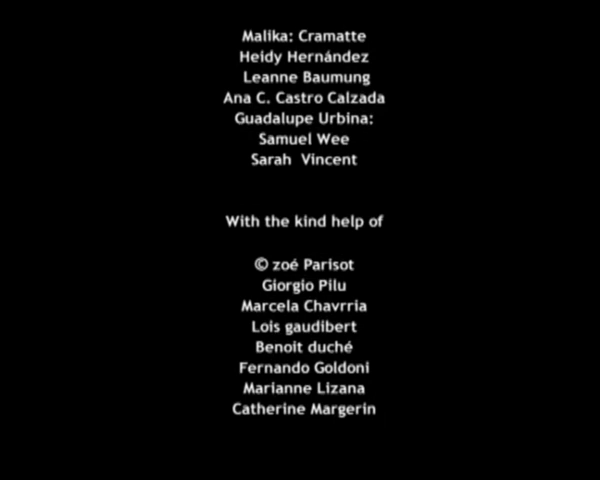 Malika: Cramatte
Heidy Hernández
Leanne Baumung
Ana C. Castro Calzada
Guadalupe Urbina:
Samuel Wee
Sarah Vincent
With the kind help of
© zoé Parisot
Giorgio Pilu
Marcela Chavrria
Lois gaudibert
Benoit duché
Fernando Goldoni
Marianne Lizana
Catherine Margerin